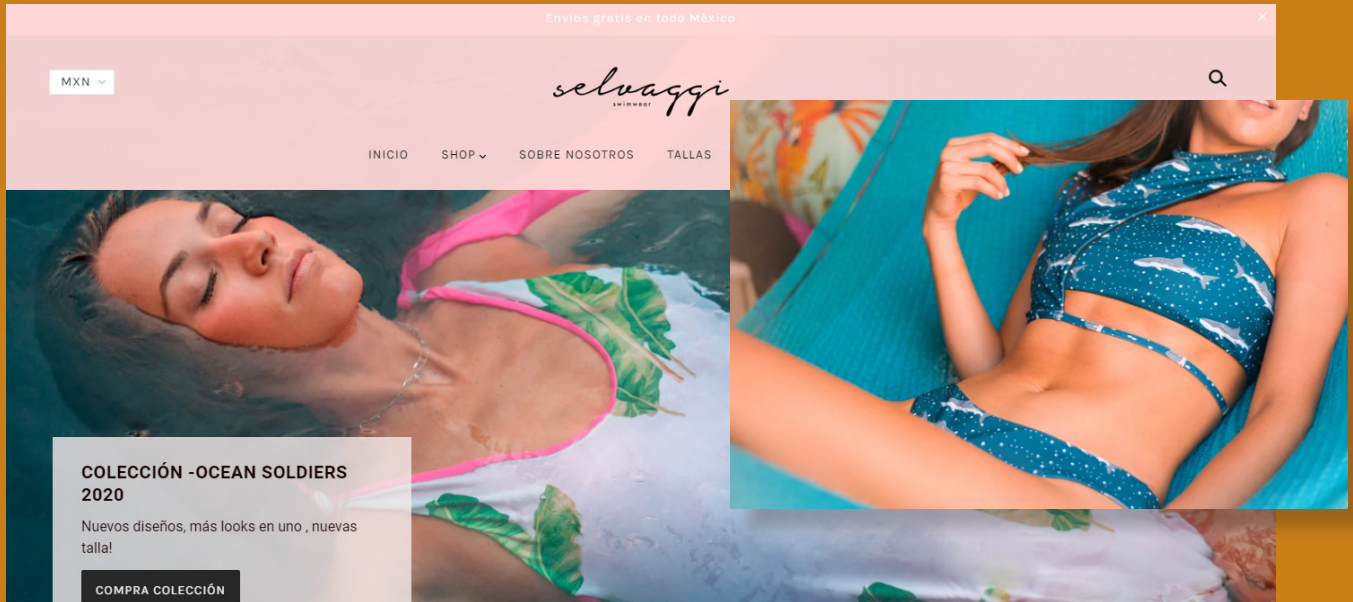 Envíos gratis en todo México
MXN
selvaggi
swimwear
INICIO SHOP SOBRE NOSOTROS TALLAS
COLECCIÓN -OCEAN SOLDIERS
2020
Nuevos diseños, más looks en uno , nuevas
talla!
COMPRA COLECCIÓN